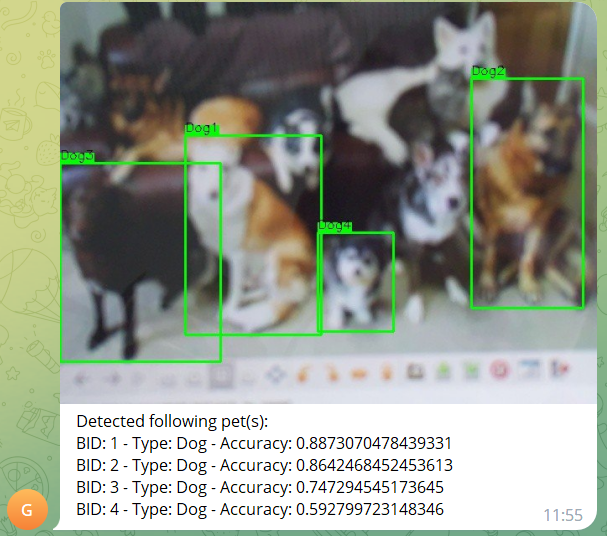 Dog2
Dog1
Dog3
Dog4
Detected following pet(s):
BID: 1 - Type: Dog - Accuracy: 0.8873070478439331
BID: 2 - Type: Dog - Accuracy: 0.8642468452453613
BID: 3 - Type: Dog - Accuracy: 0.747294545173645
BID: 4 - Type: Dog - Accuracy: 0.592799723148346
G
11:55